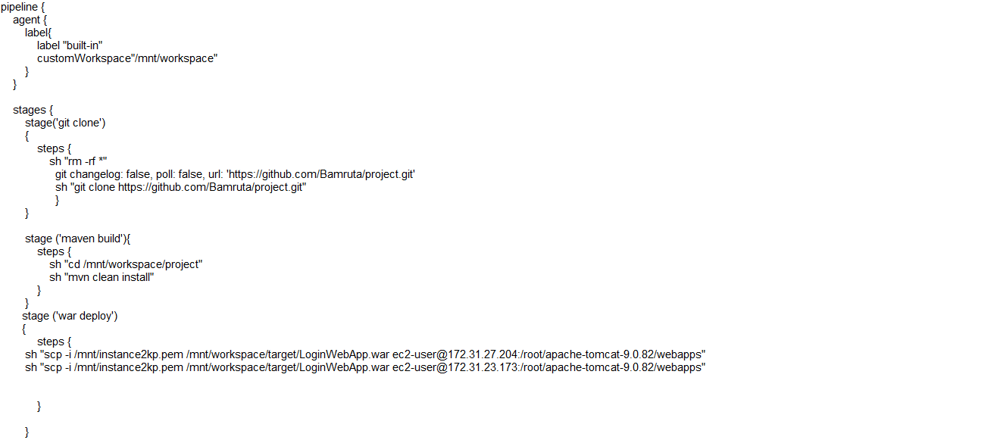 pipeline {
    agent {
        label{
            label "built-in"
            customWorkspace"/mnt/workspace"
        }
    }

    stages {
        stage('git clone')
        {
            steps {
                sh "rm -rf *"
                  git changelog: false, poll: false, url: 'https://github.com/Bamruta/project.git'
                  sh "git clone https://github.com/Bamruta/project.git"
                  }
        }

        stage ('maven build'){
            steps {
                sh "cd /mnt/workspace/project"
                sh "mvn clean install"
            }
        }
       stage ('war deploy')
       {
            steps {
        sh "scp -i /mnt/instance2kp.pem /mnt/workspace/target/LoginWebApp.war ec2-user@172.31.27.204:/root/apache-tomcat-9.0.82/webapps"
        sh "scp -i /mnt/instance2kp.pem /mnt/workspace/target/LoginWebApp.war ec2-user@172.31.23.173:/root/apache-tomcat-9.0.82/webapps"


            }

        }